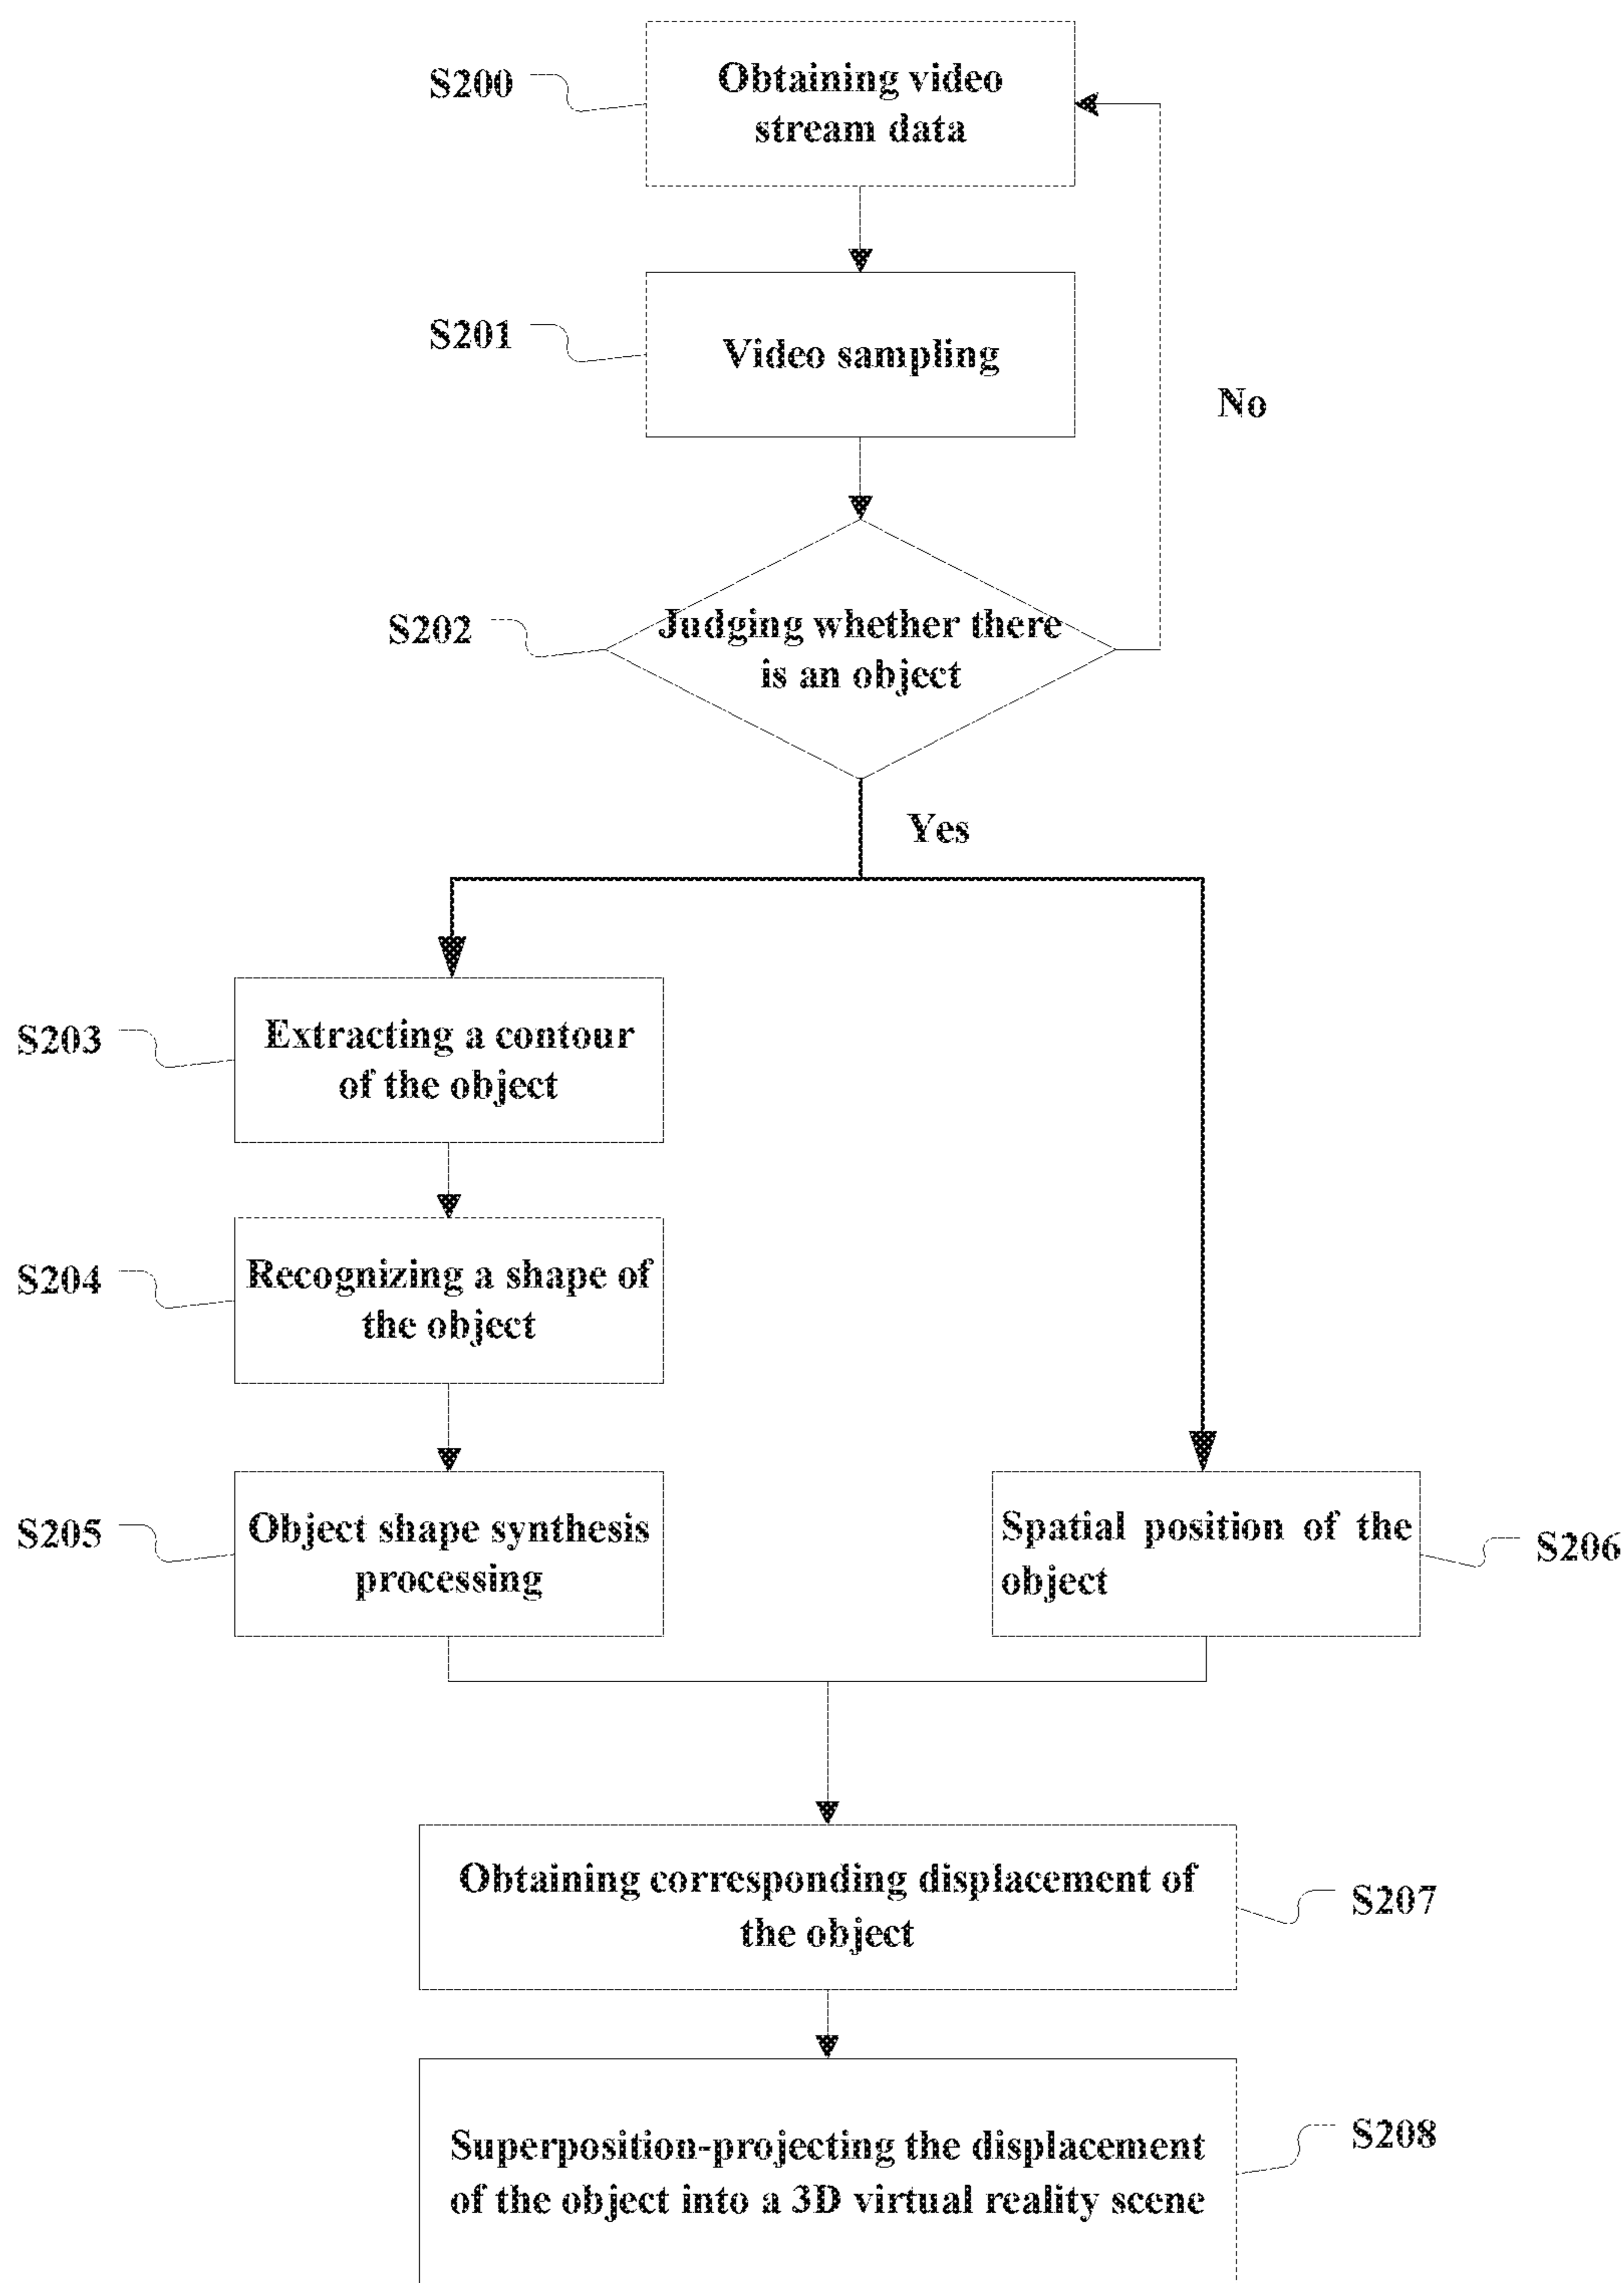 S200
Obtaining video
stream data
S201
Video sampling
No
S202
Judging whether there
is an object
Yes
S203
Extracting a contour
of the object
S204
Recognizing a shape of
the object
S205
Object shape synthesis
processing
Spatial position of the
object
S206
Obtaining corresponding displacement of
the object
S207
Superposition-projecting the displacement
of the object into a 3D virtual reality scene
S208